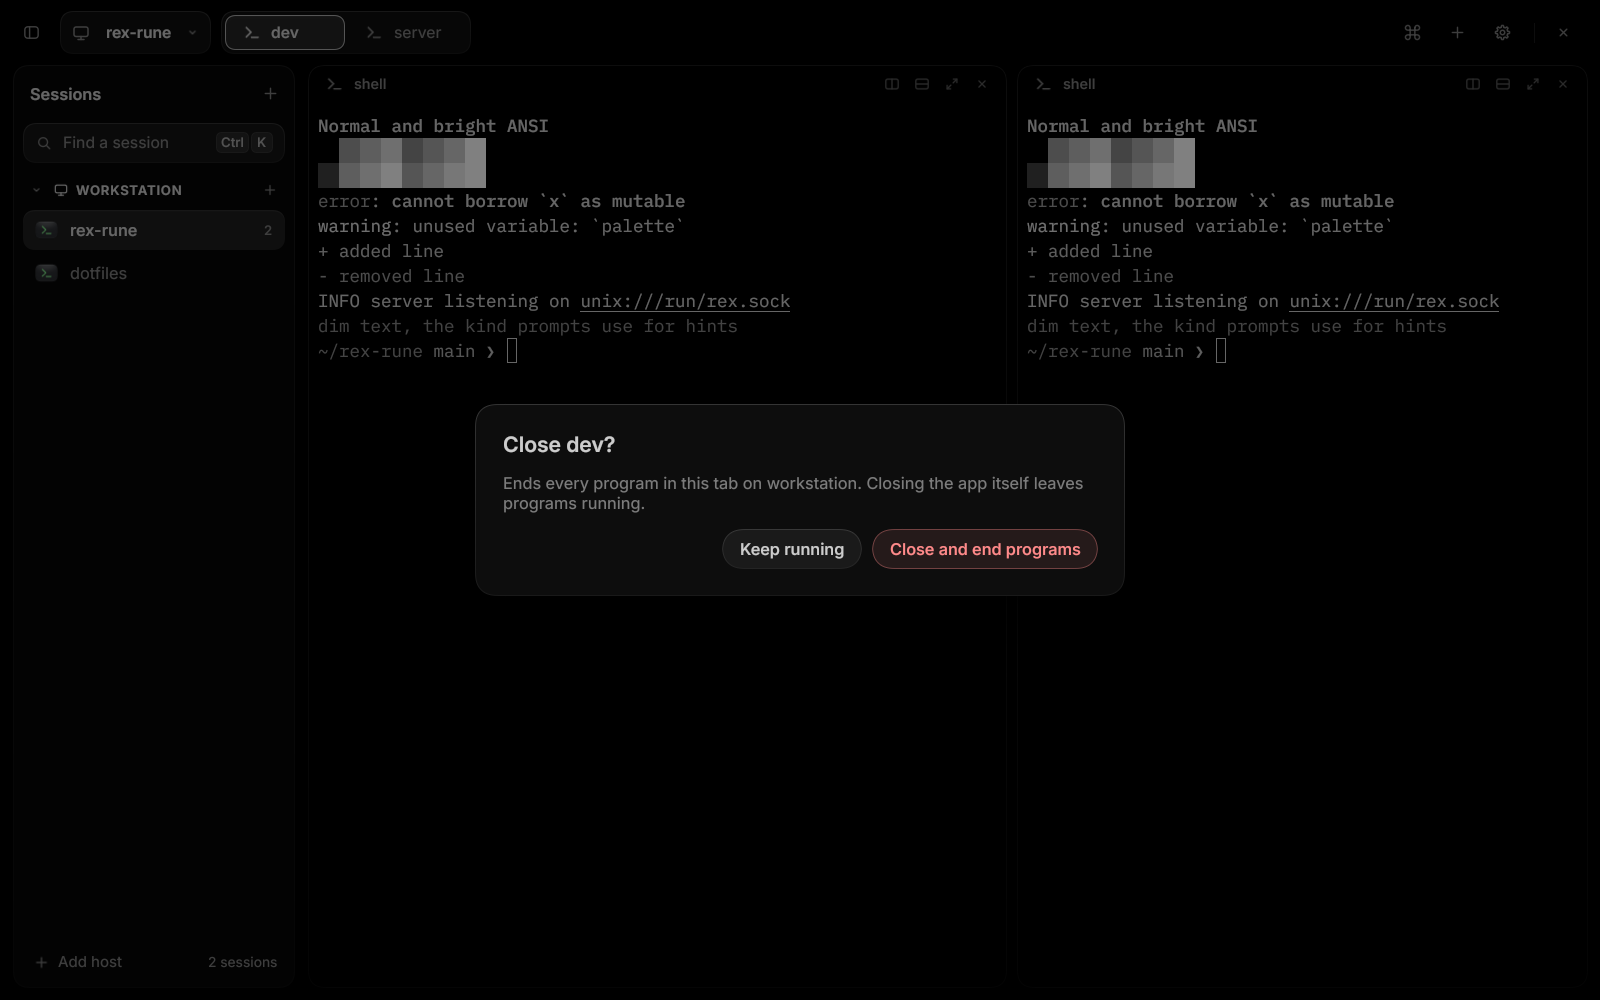 rex-rune
dev
server
Sessions
Find a session
Ctrl K
WORKSTATION
rex-rune 2
dotfiles
Add host
2 sessions
shell
Normal and bright ANSI
error: cannot borrow `x` as mutable
warning: unused variable: `palette`
+ added line
- removed line
INFO server listening on unix:///run/rex.sock
dim text, the kind prompts use for hints
~/rex-rune main ❯
shell
Normal and bright ANSI
error: cannot borrow `x` as mutable
warning: unused variable: `palette`
+ added line
- removed line
INFO server listening on unix:///run/rex.sock
dim text, the kind prompts use for hints
~/rex-rune main ❯
Close dev?
Ends every program in this tab on workstation. Closing the app itself leaves
programs running.
Keep running
Close and end programs